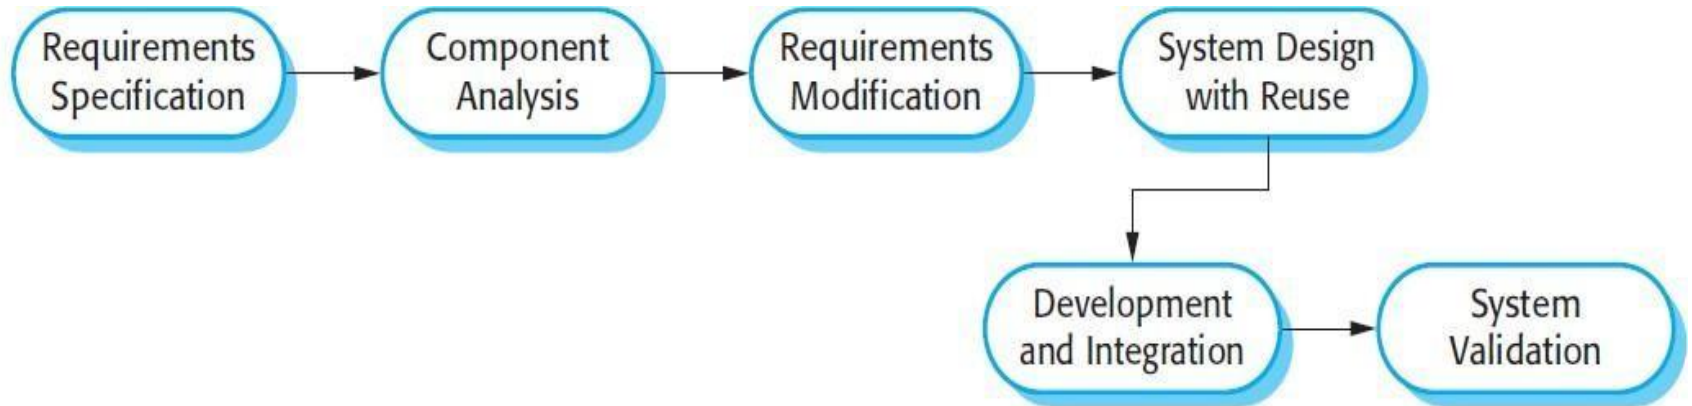 Requirements
Specification
Component
Analysis
Requirements
Modification
System Design
with Reuse
Development
and Integration
System
Validation